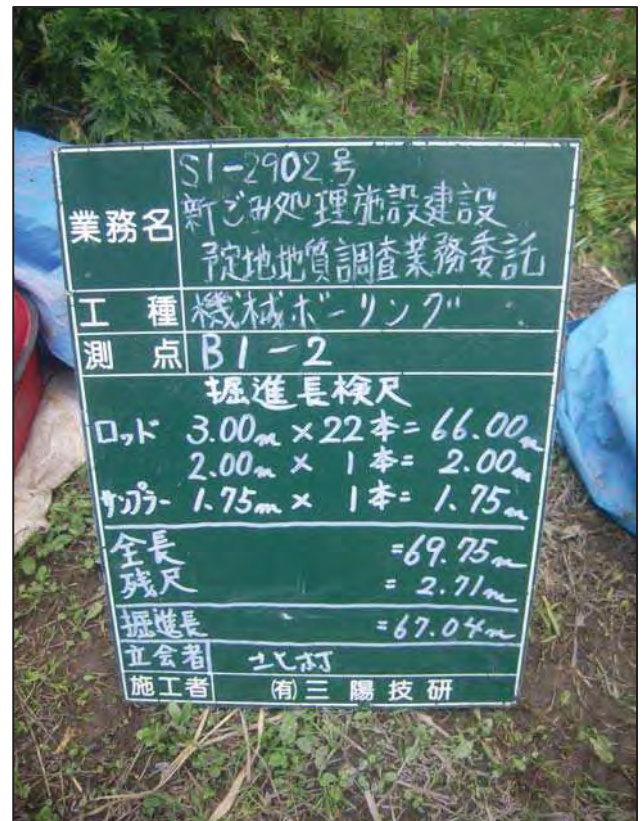 業務名 S1-2902号
新ごみ処理施設建設
予定地地質調査業務委託
工種 機械ボーリング
測点 B1-2
掘進長検尺
ロッド 3.00m×22本=66.00m
2.00m× 1本= 2.00m
サンプラー 1.75m× 1本= 1.75m
全長 =69.75m
残尺 = 2.71m
掘進長 =67.04m
立会者 北村
施工者 (有)三陽技研